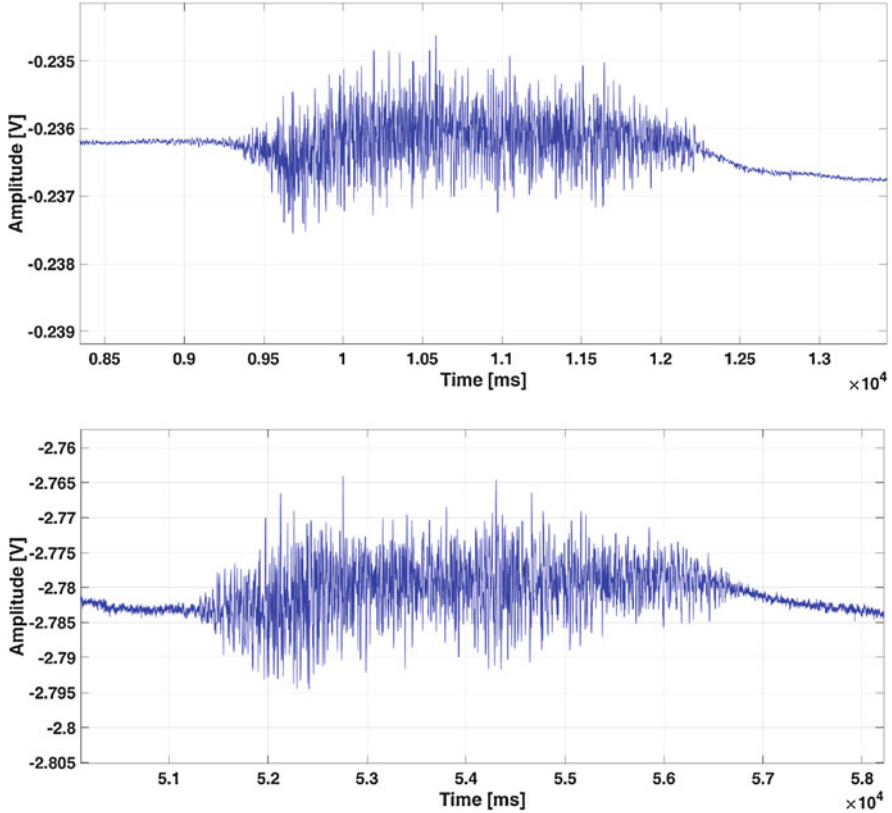 Amplitude [V]
-0.235
-0.236
-0.237
-0.238
-0.239
0.85 0.9 0.95 1 1.05 1.1 1.15 1.2 1.25 1.3
Time [ms]
×10⁴
Amplitude [V]
-2.76
-2.765
-2.77
-2.775
-2.78
-2.785
-2.79
-2.795
-2.8
-2.805
5.1 5.2 5.3 5.4 5.5 5.6 5.7 5.8
Time [ms]
×10⁴